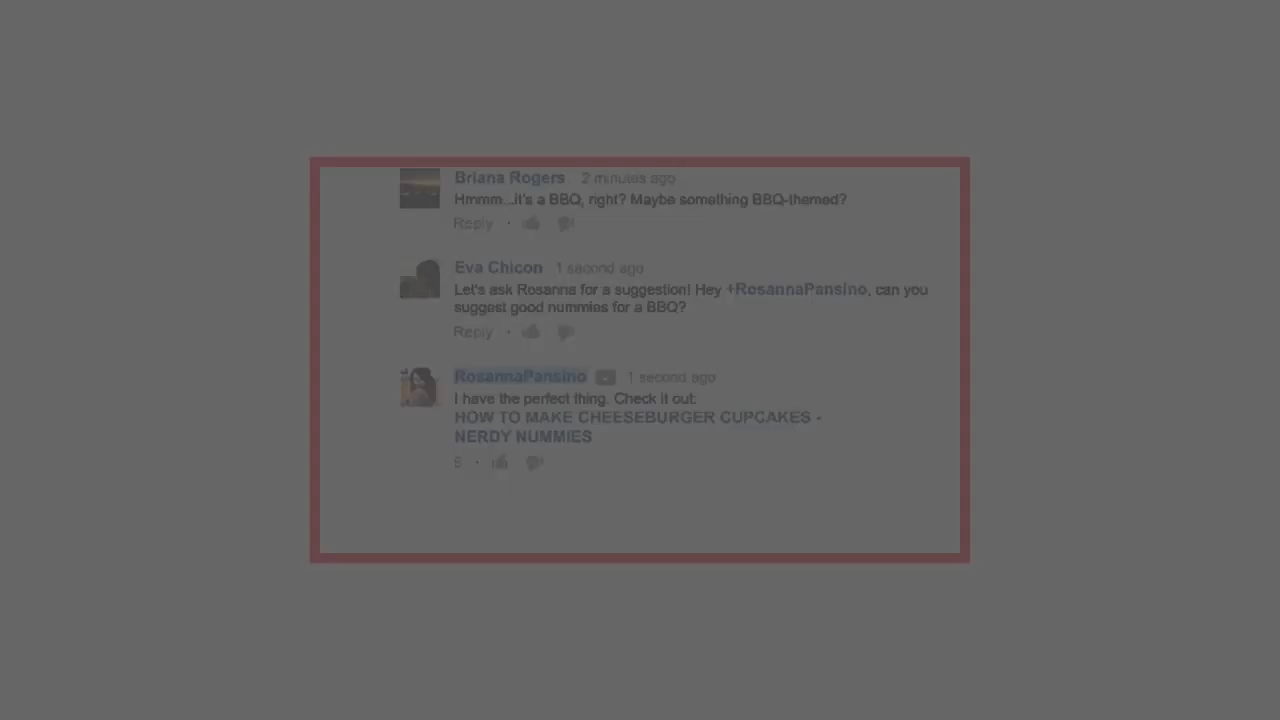 Briana Rogers 2 minutes ago
Hmmm...it's a BBQ, right? Maybe something BBQ-themed?
Reply
Eva Chicon 1 second ago
Let's ask Rosanna for a suggestion! Hey +RosannaPansino, can you
suggest good nummies for a BBQ?
Reply
RosannaPansino 1 second ago
I have the perfect thing. Check it out:
HOW TO MAKE CHEESEBURGER CUPCAKES -
NERDY NUMMIES